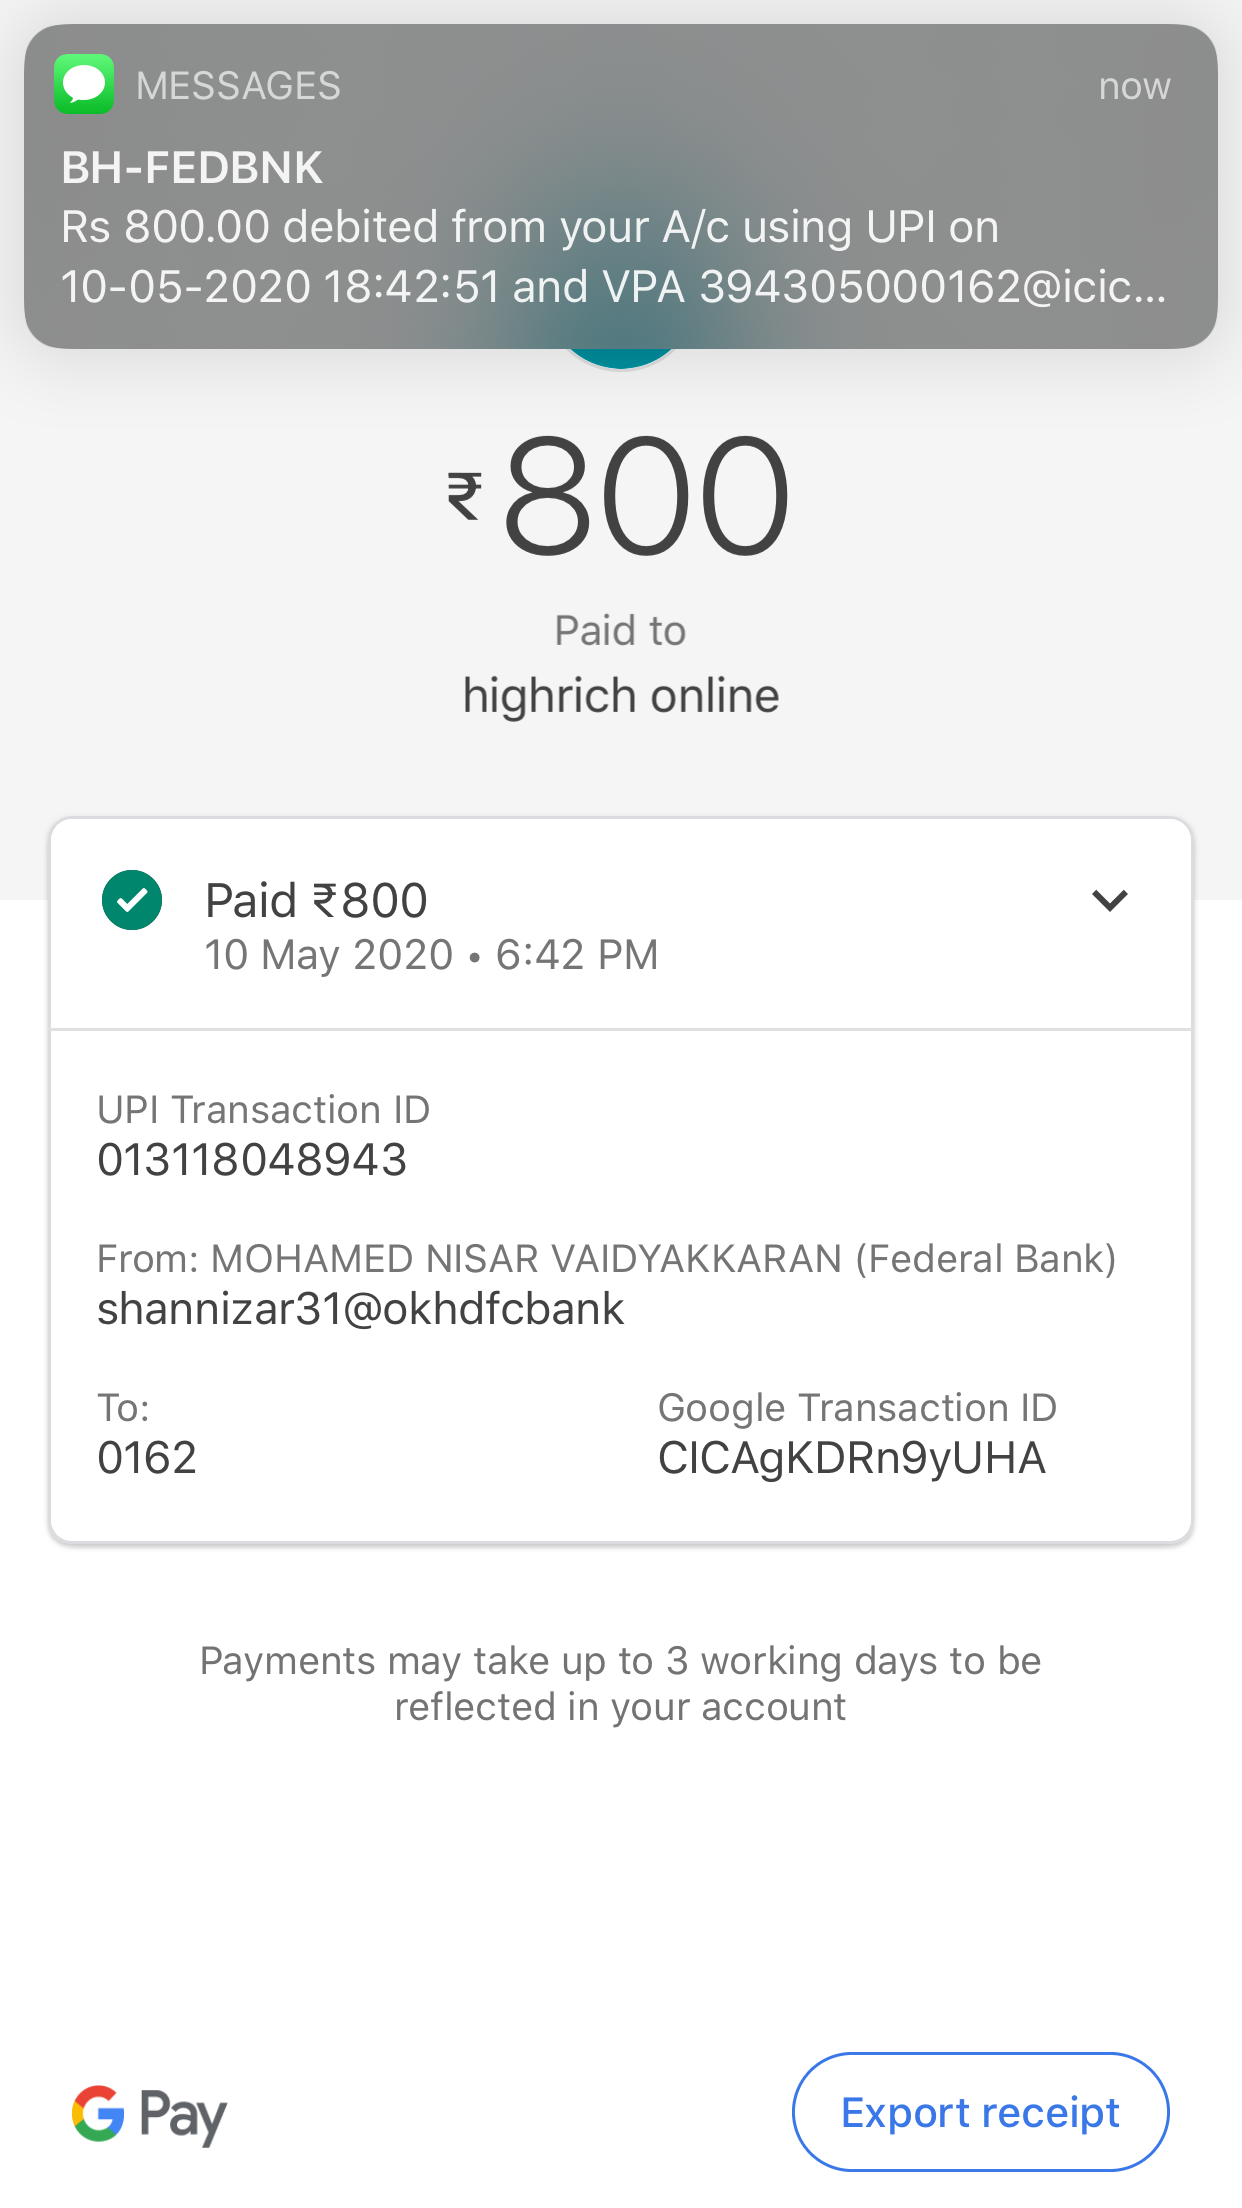 MESSAGES
now
BH-FEDBNK
Rs 800.00 debited from your A/c using UPI on
10-05-2020 18:42:51 and VPA 394305000162@icic...
₹800
Paid to
highrich online
Paid ₹800
10 May 2020 • 6:42 PM
UPI Transaction ID
013118048943
From: MOHAMED NISAR VAIDYAKKARAN (Federal Bank)
shannizar31@okhdfcbank
To:
0162
Google Transaction ID
CICAgKDRn9yUHA
Payments may take up to 3 working days to be
reflected in your account
G Pay
Export receipt